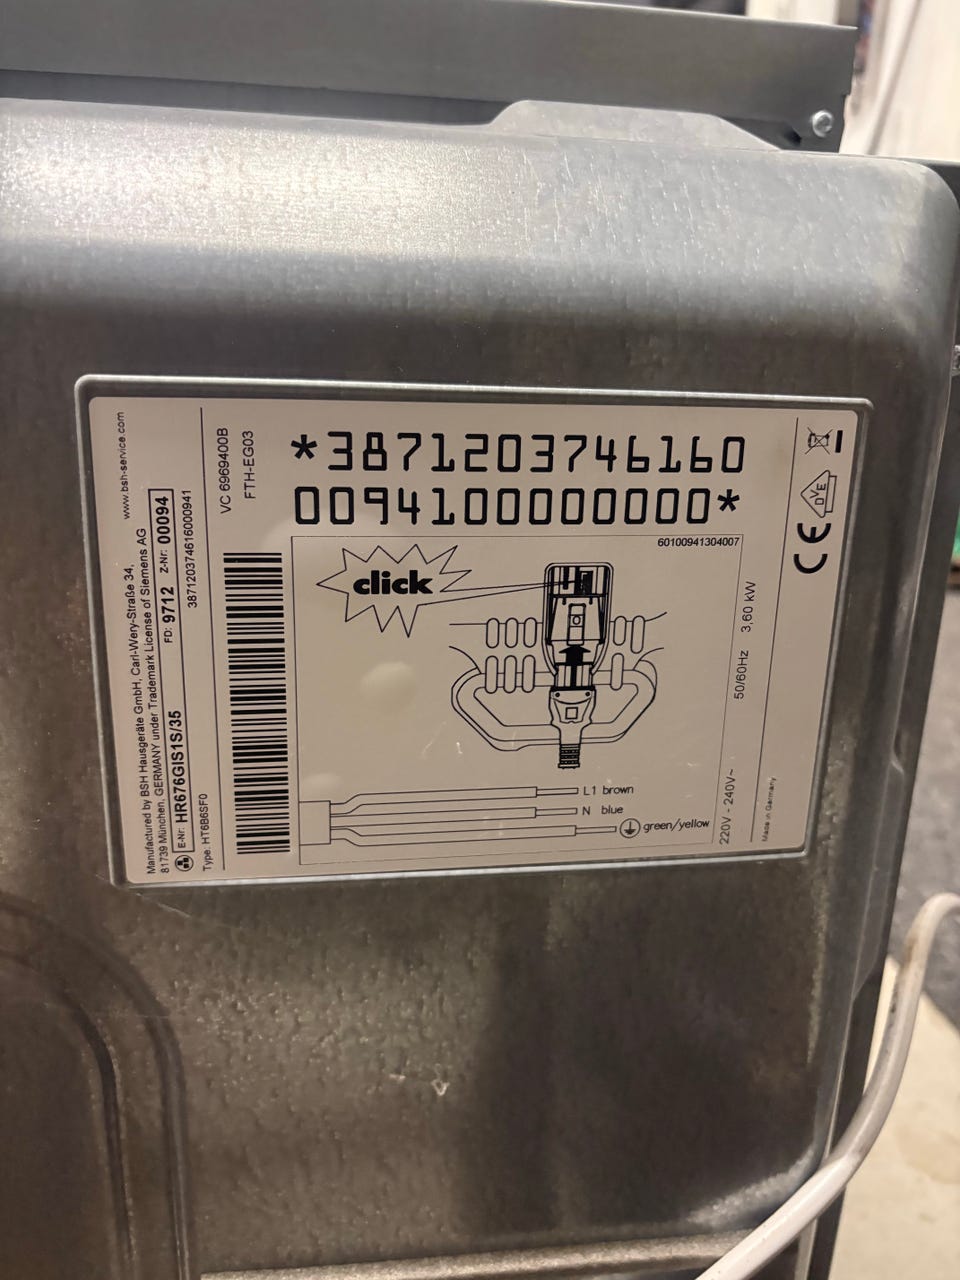 www.bsh-service.com
Manufactured by BSH Hausgeräte GmbH, Carl-Wery-Straße 34,
81739 München, GERMANY under Trademark License of Siemens AG
E-Nr: HR676GIS1S/35 FD: 9712 Z-Nr: 00094
Type: HT6B6SF0 387120374616000941
VC 6969400B
FTH-EG03
*3871203746160
0094100000000*
60100941304007
click
L1 brown
N blue
green/yellow
220V - 240V~ 50/60Hz 3,60 kW
Made in Germany
DVE
CE